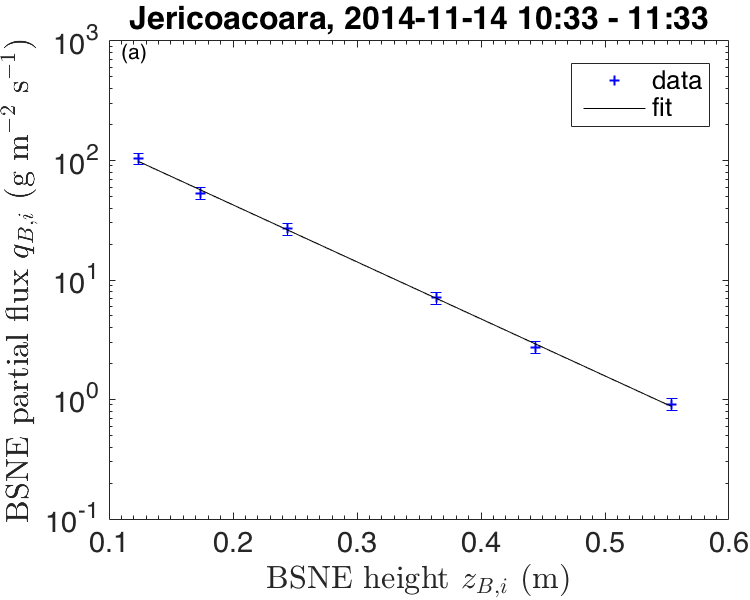 Jericoacoara, 2014-11-14 10:33 - 11:33
(a)
data
fit
10³
10²
10¹
10⁰
10⁻¹
BSNE partial flux q_{B,i} (g m⁻² s⁻¹)
0.1 0.2 0.3 0.4 0.5 0.6
BSNE height z_{B,i} (m)